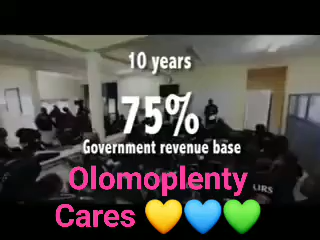 10 years
75%
Government revenue base
Olomoplenty
Cares 💛💙💚